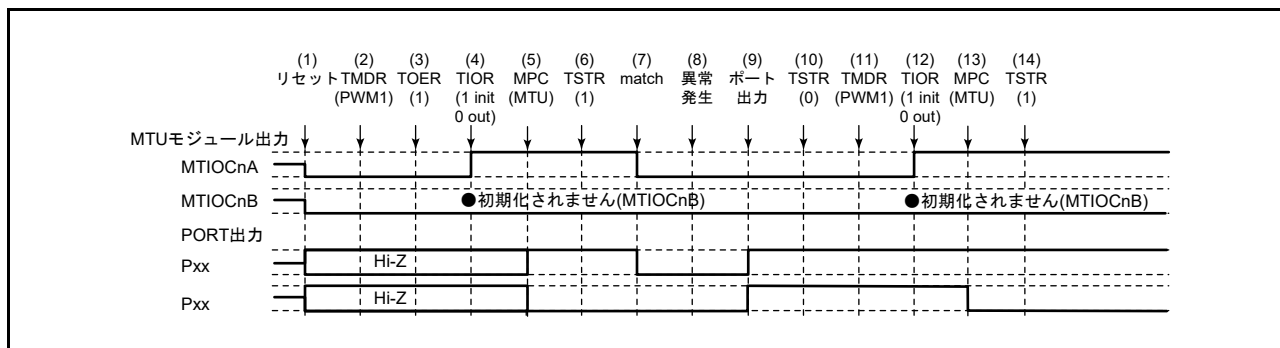 (1) (2) (3) (4) (5) (6) (7) (8) (9) (10) (11) (12) (13) (14)
リセット TMDR TOER TIOR MPC TSTR match 異常 ポート TSTR TMDR TIOR MPC TSTR
(PWM1) (1) (1 init (MTU) (1) 発生 出力 (0) (PWM1) (1 init (MTU) (1)
0 out) 0 out)
MTUモジュール出力
MTIOCnA
MTIOCnB ●初期化されません(MTIOCnB) ●初期化されません(MTIOCnB)
PORT出力
Pxx Hi-Z
Pxx Hi-Z